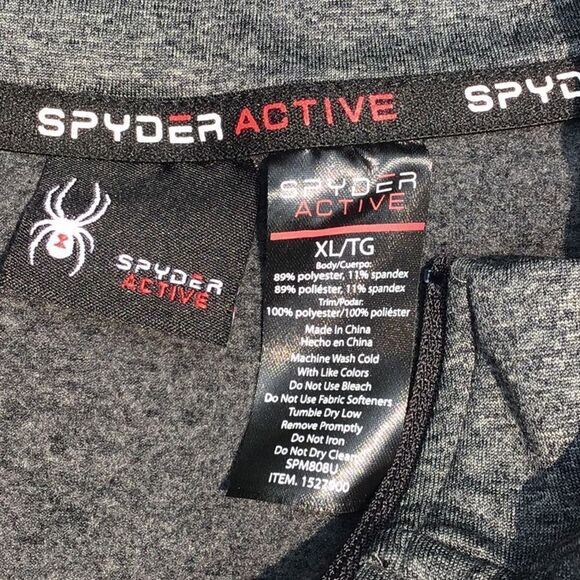 SPYDER ACTIVE SPYD
SPYDER
ACTIVE
SPYDER
ACTIVE
XL/TG
Body/Cuerpo:
89% polyester, 11% spandex
89% poliéster, 11% spandex
Trim/Podar:
100% polyester/100% poliéster
Made in China
Hecho en China
Machine Wash Cold
With Like Colors
Do Not Use Bleach
Do Not Use Fabric Softeners
Tumble Dry Low
Remove Promptly
Do Not Iron
Do Not Dry Clean
SPM808U
ITEM. 1527800